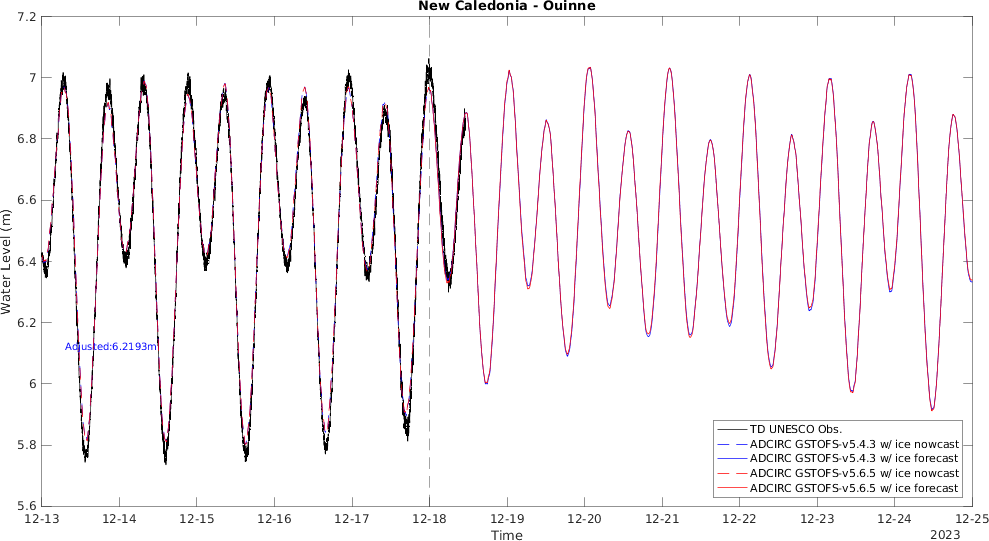 New Caledonia - Ouinne
Water Level (m)
7.2
7
6.8
6.6
6.4
6.2
6
5.8
5.6
Adjusted:6.2193m
TD UNESCO Obs.
ADCIRC GSTOFS-v5.4.3 w/ ice nowcast
ADCIRC GSTOFS-v5.4.3 w/ ice forecast
ADCIRC GSTOFS-v5.6.5 w/ ice nowcast
ADCIRC GSTOFS-v5.6.5 w/ ice forecast
12-13 12-14 12-15 12-16 12-17 12-18 12-19 12-20 12-21 12-22 12-23 12-24 12-25
Time
2023